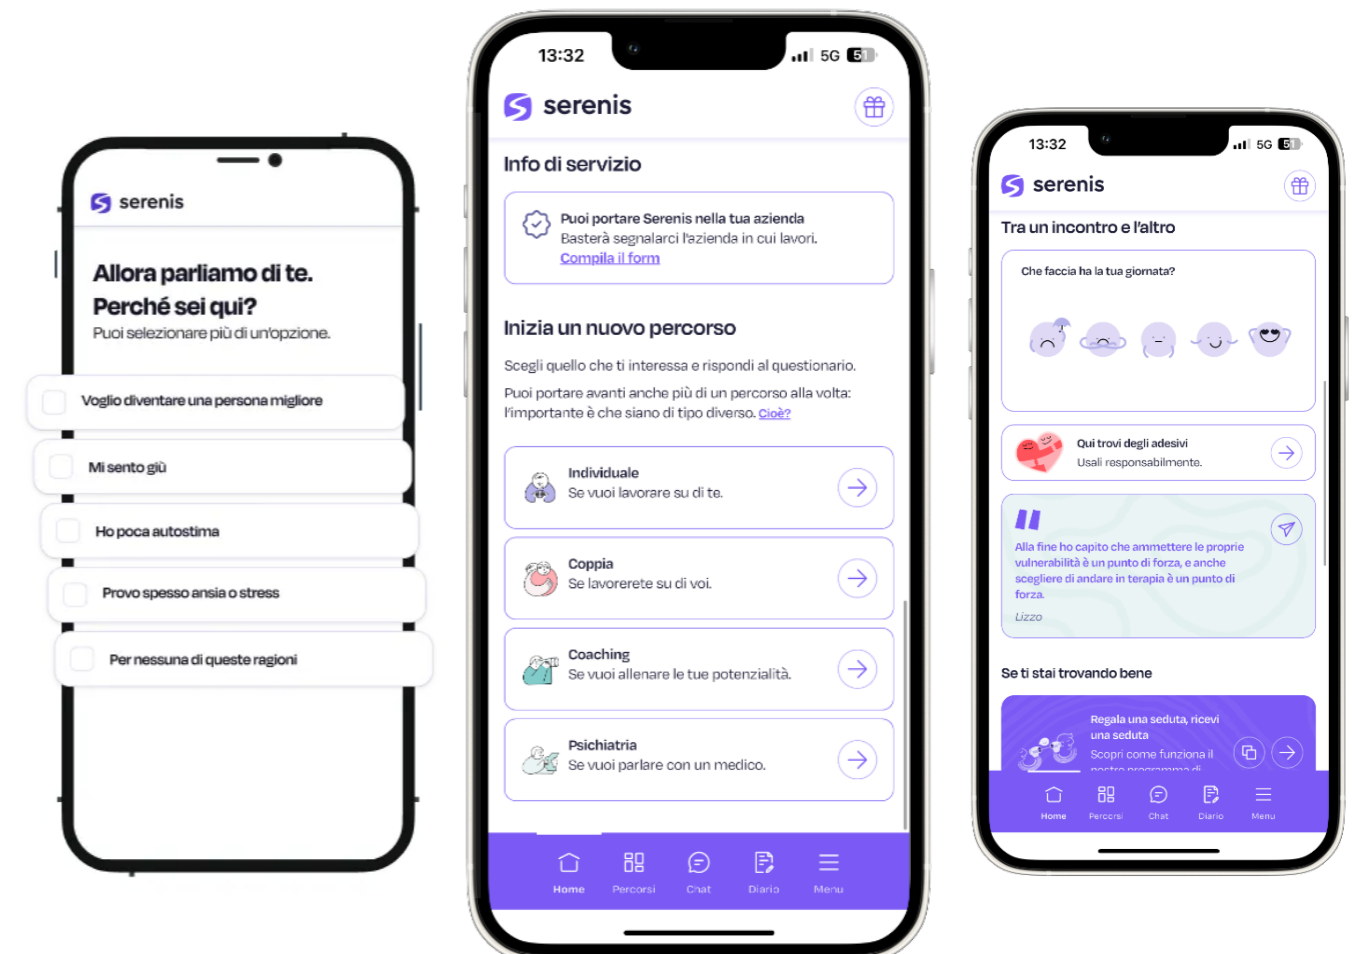 serenis
Allora parliamo di te.
Perché sei qui?
Puoi selezionare più di un'opzione.
Voglio diventare una persona migliore
Mi sento giù
Ho poca autostima
Provo spesso ansia o stress
Per nessuna di queste ragioni
13:32
5G 51
serenis
Info di servizio
Puoi portare Serenis nella tua azienda
Basterà segnalarci l'azienda in cui lavori.
Compila il form
Inizia un nuovo percorso
Scegli quello che ti interessa e rispondi al questionario.
Puoi portare avanti anche più di un percorso alla volta:
l'importante è che siano di tipo diverso. Cioè?
Individuale
Se vuoi lavorare su di te.
Coppia
Se lavorerete su di voi.
Coaching
Se vuoi allenare le tue potenzialità.
Psichiatria
Se vuoi parlare con un medico.
Home Percorsi Chat Diario Menu
13:32
5G 51
serenis
Tra un incontro e l'altro
Che faccia ha la tua giornata?
Qui trovi degli adesivi
Usali responsabilmente.
Alla fine ho capito che ammettere le proprie
vulnerabilità è un punto di forza, e anche
scegliere di andare in terapia è un punto di
forza.
Lizzo
Se ti stai trovando bene
Regala una seduta, ricevi
una seduta
Scopri come funziona il
nostro programma di
Home Percorsi Chat Diario Menu